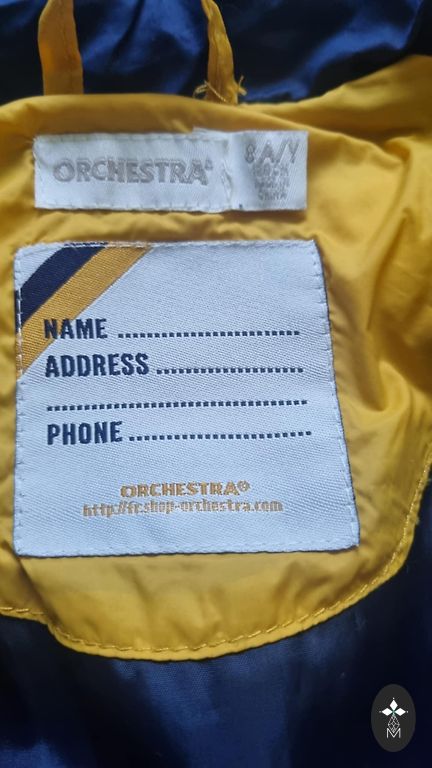 ORCHESTRA®
8A/Y
NAME ..............................
ADDRESS ........................
..........................................
PHONE ..............................
ORCHESTRA®
http://fr.shop-orchestra.com
M